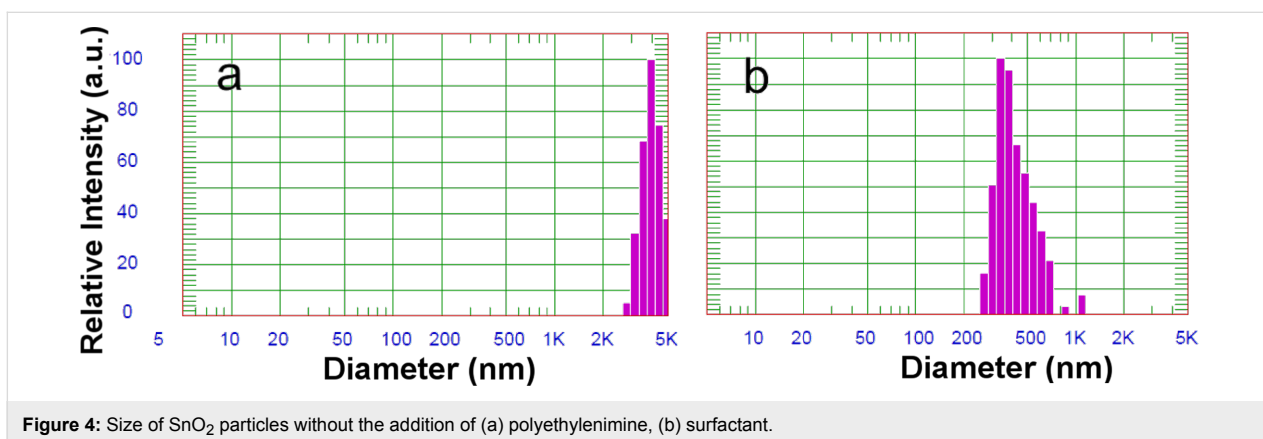 Relative Intensity (a.u.)
100
80
60
40
20
0
a
5 10 20 50 100 200 500 1K 2K 5K
Diameter (nm)
b
10 20 50 100 200 500 1K 2K 5K
Diameter (nm)
Figure 4: Size of SnO₂ particles without the addition of (a) polyethylenimine, (b) surfactant.